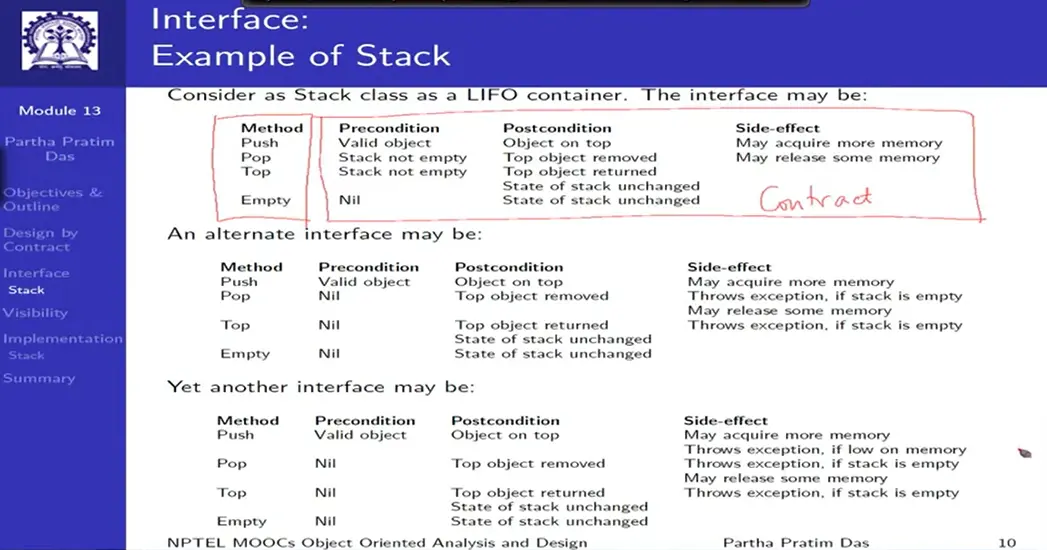 Interface:
Example of Stack
Module 13
Partha Pratim
Das
Objectives &
Outline
Design by
Contract
Interface
Stack
Visibility
Implementation
Stack
Summary
Consider as Stack class as a LIFO container. The interface may be:
Method Precondition Postcondition Side-effect
Push Valid object Object on top May acquire more memory
Pop Stack not empty Top object removed May release some memory
Top Stack not empty Top object returned
State of stack unchanged
Empty Nil State of stack unchanged
Contract
An alternate interface may be:
Method Precondition Postcondition Side-effect
Push Valid object Object on top May acquire more memory
Pop Nil Top object removed Throws exception, if stack is empty
May release some memory
Top Nil Top object returned Throws exception, if stack is empty
State of stack unchanged
Empty Nil State of stack unchanged
Yet another interface may be:
Method Precondition Postcondition Side-effect
Push Valid object Object on top May acquire more memory
Throws exception, if low on memory
Pop Nil Top object removed Throws exception, if stack is empty
May release some memory
Top Nil Top object returned Throws exception, if stack is empty
State of stack unchanged
Empty Nil State of stack unchanged
NPTEL MOOCs Object Oriented Analysis and Design Partha Pratim Das 10